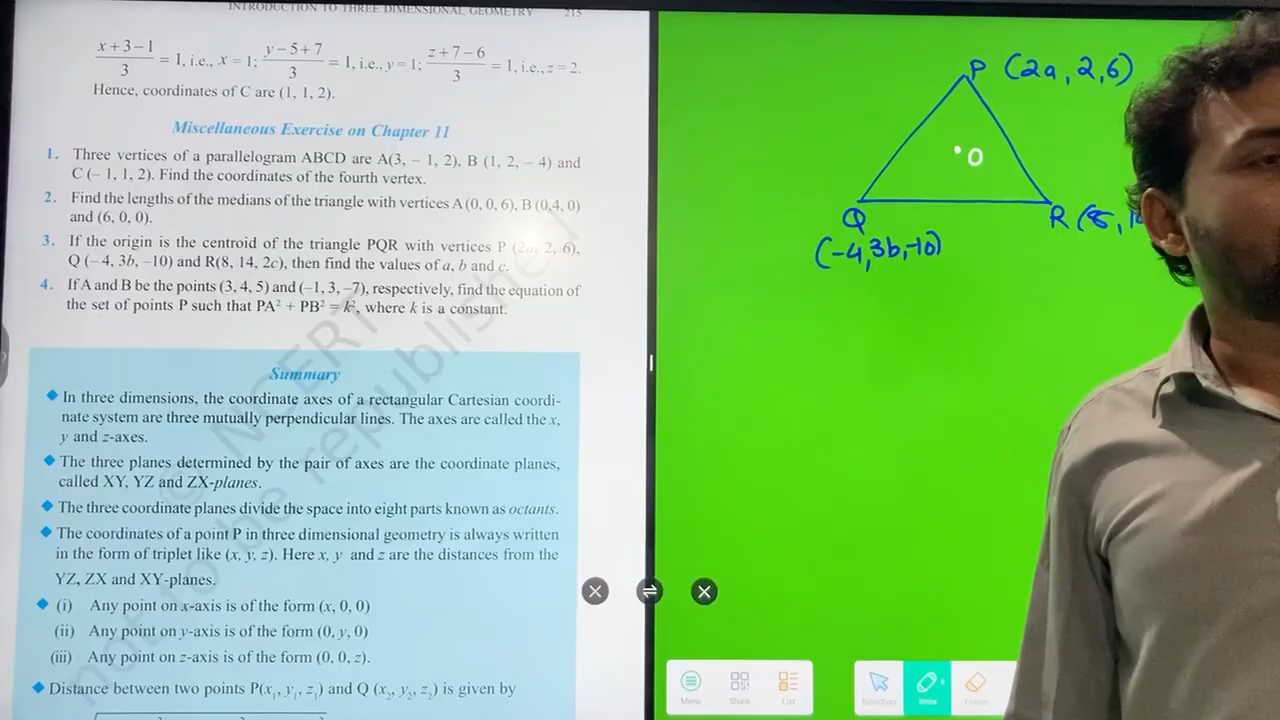 INTRODUCTION TO THREE DIMENSIONAL GEOMETRY 215
x + 3 − 1 / 3 = 1, i.e., x = 1; y − 5 + 7 / 3 = 1, i.e., y = 1; z + 7 − 6 / 3 = 1, i.e., z = 2.
Hence, coordinates of C are (1, 1, 2).
Miscellaneous Exercise on Chapter 11
1. Three vertices of a parallelogram ABCD are A(3, – 1, 2), B (1, 2, – 4) and
C (– 1, 1, 2). Find the coordinates of the fourth vertex.
2. Find the lengths of the medians of the triangle with vertices A (0, 0, 6), B (0,4, 0)
and (6, 0, 0).
3. If the origin is the centroid of the triangle PQR with vertices P (2a, 2, 6),
Q (– 4, 3b, –10) and R(8, 14, 2c), then find the values of a, b and c.
4. If A and B be the points (3, 4, 5) and (–1, 3, –7), respectively, find the equation of
the set of points P such that PA² + PB² = k², where k is a constant.
Summary
◆ In three dimensions, the coordinate axes of a rectangular Cartesian coordi-
nate system are three mutually perpendicular lines. The axes are called the x,
y and z-axes.
◆ The three planes determined by the pair of axes are the coordinate planes,
called XY, YZ and ZX-planes.
◆ The three coordinate planes divide the space into eight parts known as octants.
◆ The coordinates of a point P in three dimensional geometry is always written
in the form of triplet like (x, y, z). Here x, y and z are the distances from the
YZ, ZX and XY-planes.
◆ (i) Any point on x-axis is of the form (x, 0, 0)
(ii) Any point on y-axis is of the form (0, y, 0)
(iii) Any point on z-axis is of the form (0, 0, z).
◆ Distance between two points P(x₁, y₁, z₁) and Q (x₂, y₂, z₂) is given by
© NCERT
not to be republished
P (2a, 2, 6)
O
Q R (8, 
(-4, 3b, -10)
Menu Share List Selection Write Eraser